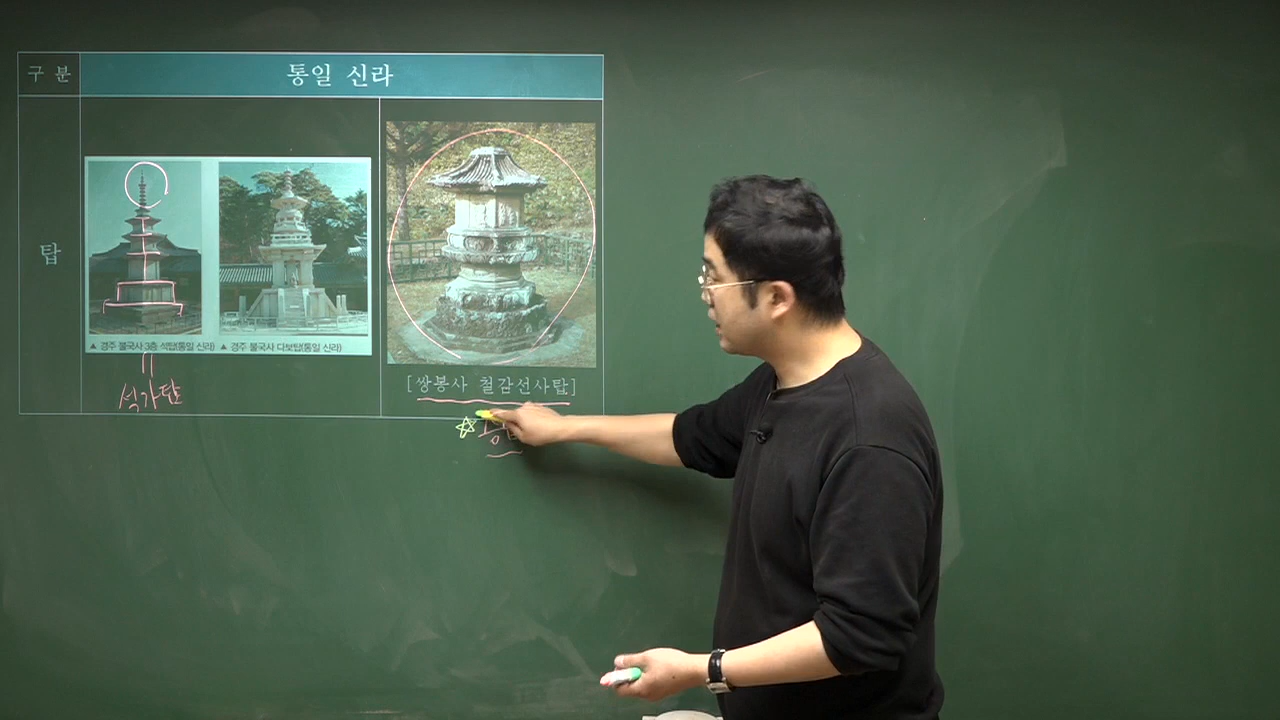 구 분
통일 신라
탑
▲ 경주 불국사 3층 석탑(통일 신라) ▲ 경주 불국사 다보탑(통일 신라)
[쌍봉사 철감선사탑]
석가탑